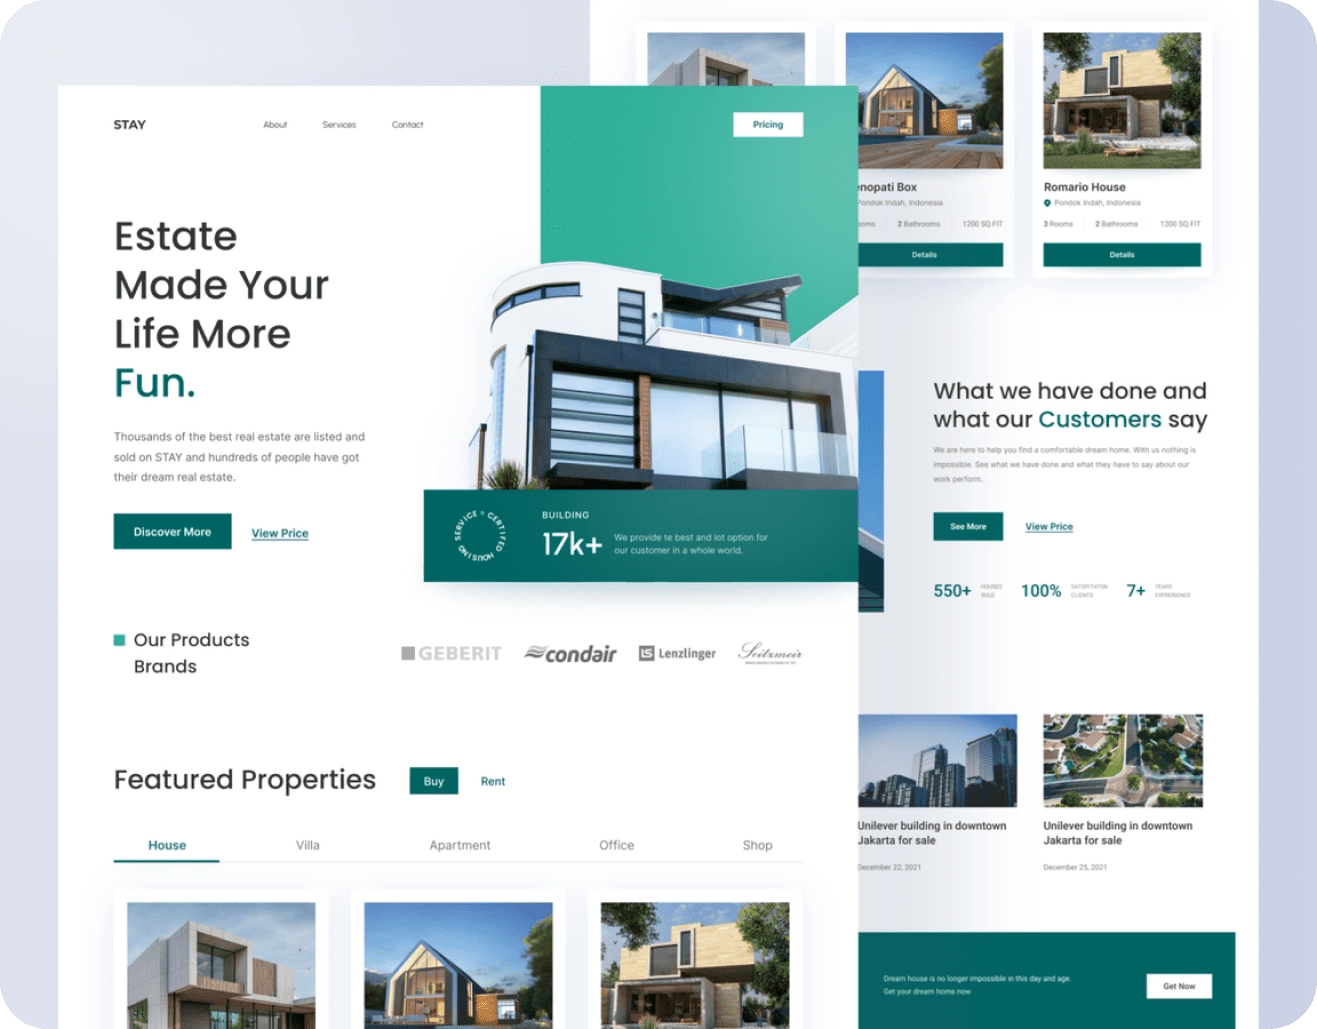 STAY
About
Services
Contact
Pricing
Estate
Made Your
Life More
Fun.
Thousands of the best real estate are listed and
sold on STAY and hundreds of people have got
their dream real estate.
Discover More
View Price
SERVICE CERTIFED HOUSING
BUILDING
17k+
We provide te best and lot option for
our customer in a whole world.
Our Products
Brands
GEBERIT
condair
LS Lenzlinger
Seitzmeir
Featured Properties
Buy
Rent
House
Villa
Apartment
Office
Shop
enopati Box
Pondok Indah, Indonesia
ooms
2 Bathrooms
1200 SQ.FIT
Details
Romario House
Pondok Indah, Indonesia
3 Rooms
2 Bathrooms
1200 SQ.FIT
Details
What we have done and
what our Customers say
We are here to help you find a comfortable dream home. With us nothing is
impossible. See what we have done and what they have to say about our
work perform.
See More
View Price
550+
HOUSES
SOLD
100%
SATISFITATON
CLIENTS
7+
YEARS
EXPRERIENCE
Unilever building in downtown
Jakarta for sale
December 22, 2021
Unilever building in downtown
Jakarta for sale
December 25, 2021
Dream house is no longer impossible in this day and age.
Get your dream home now
Get Now